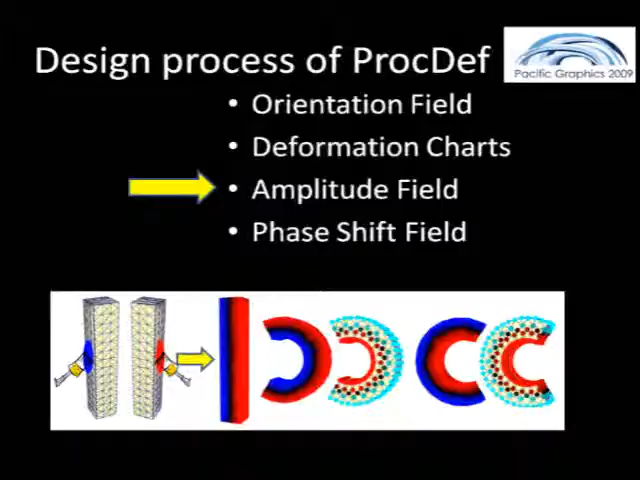 Design process of ProcDef
Pacific Graphics 2009
• Orientation Field
• Deformation Charts
• Amplitude Field
• Phase Shift Field